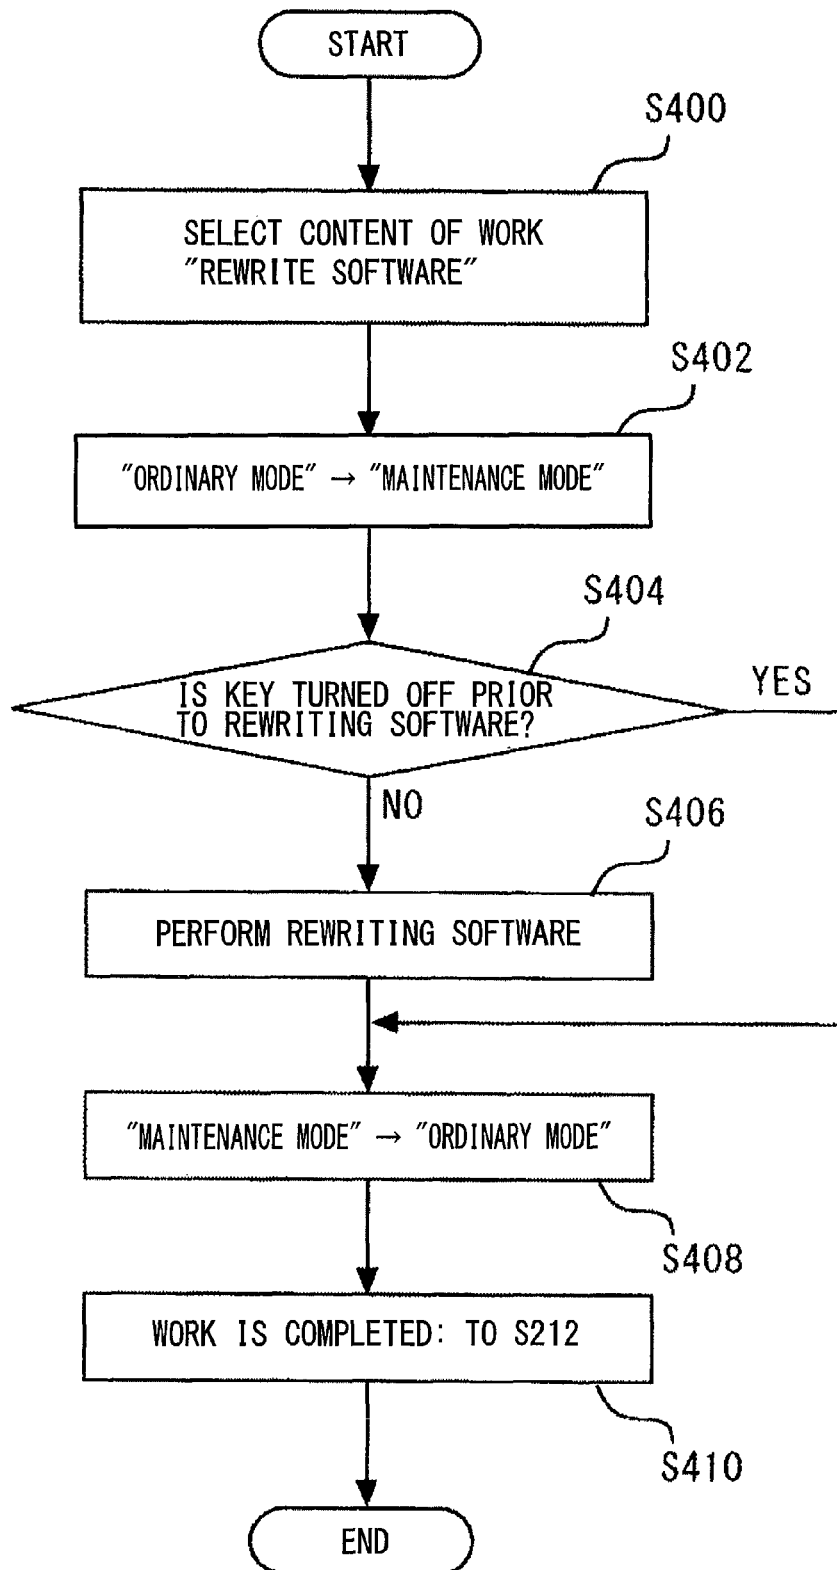 START
S400
SELECT CONTENT OF WORK
"REWRITE SOFTWARE"
S402
"ORDINARY MODE" → "MAINTENANCE MODE"
S404
IS KEY TURNED OFF PRIOR
TO REWRITING SOFTWARE?
YES
NO
S406
PERFORM REWRITING SOFTWARE
"MAINTENANCE MODE" → "ORDINARY MODE"
S408
WORK IS COMPLETED: TO S212
S410
END